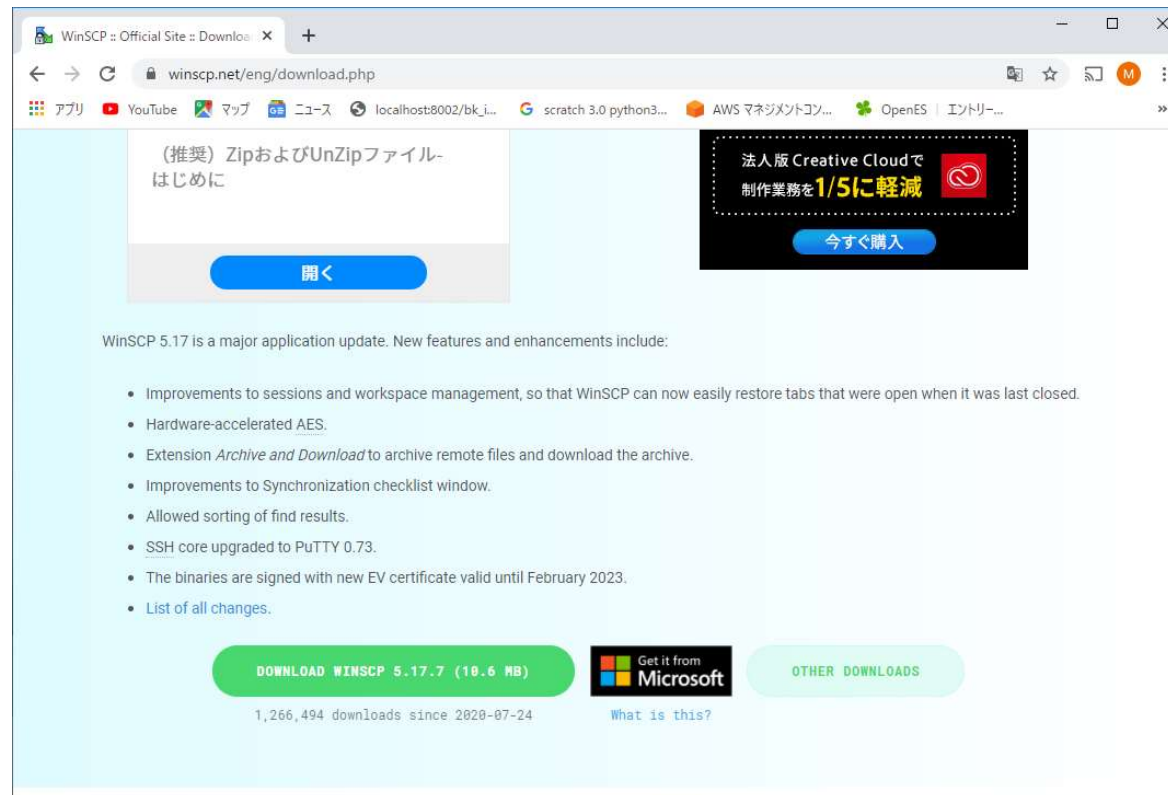 WinSCP :: Official Site :: Downloa
winscp.net/eng/download.php
M
アプリ YouTube マップ GE ニュース localhost:8002/bk_i... G scratch 3.0 python3... AWS マネジメントコン... OpenES | エントリー... »
（推奨）ZipおよびUnZipファイル-
はじめに
開く
法人版 Creative Cloudで
制作業務を1/5に軽減
今すぐ購入
WinSCP 5.17 is a major application update. New features and enhancements include:
• Improvements to sessions and workspace management, so that WinSCP can now easily restore tabs that were open when it was last closed.
• Hardware-accelerated AES.
• Extension Archive and Download to archive remote files and download the archive.
• Improvements to Synchronization checklist window.
• Allowed sorting of find results.
• SSH core upgraded to PuTTY 0.73.
• The binaries are signed with new EV certificate valid until February 2023.
• List of all changes.
DOWNLOAD WINSCP 5.17.7 (10.6 MB)
Get it from
Microsoft
OTHER DOWNLOADS
1,266,494 downloads since 2020-07-24
What is this?